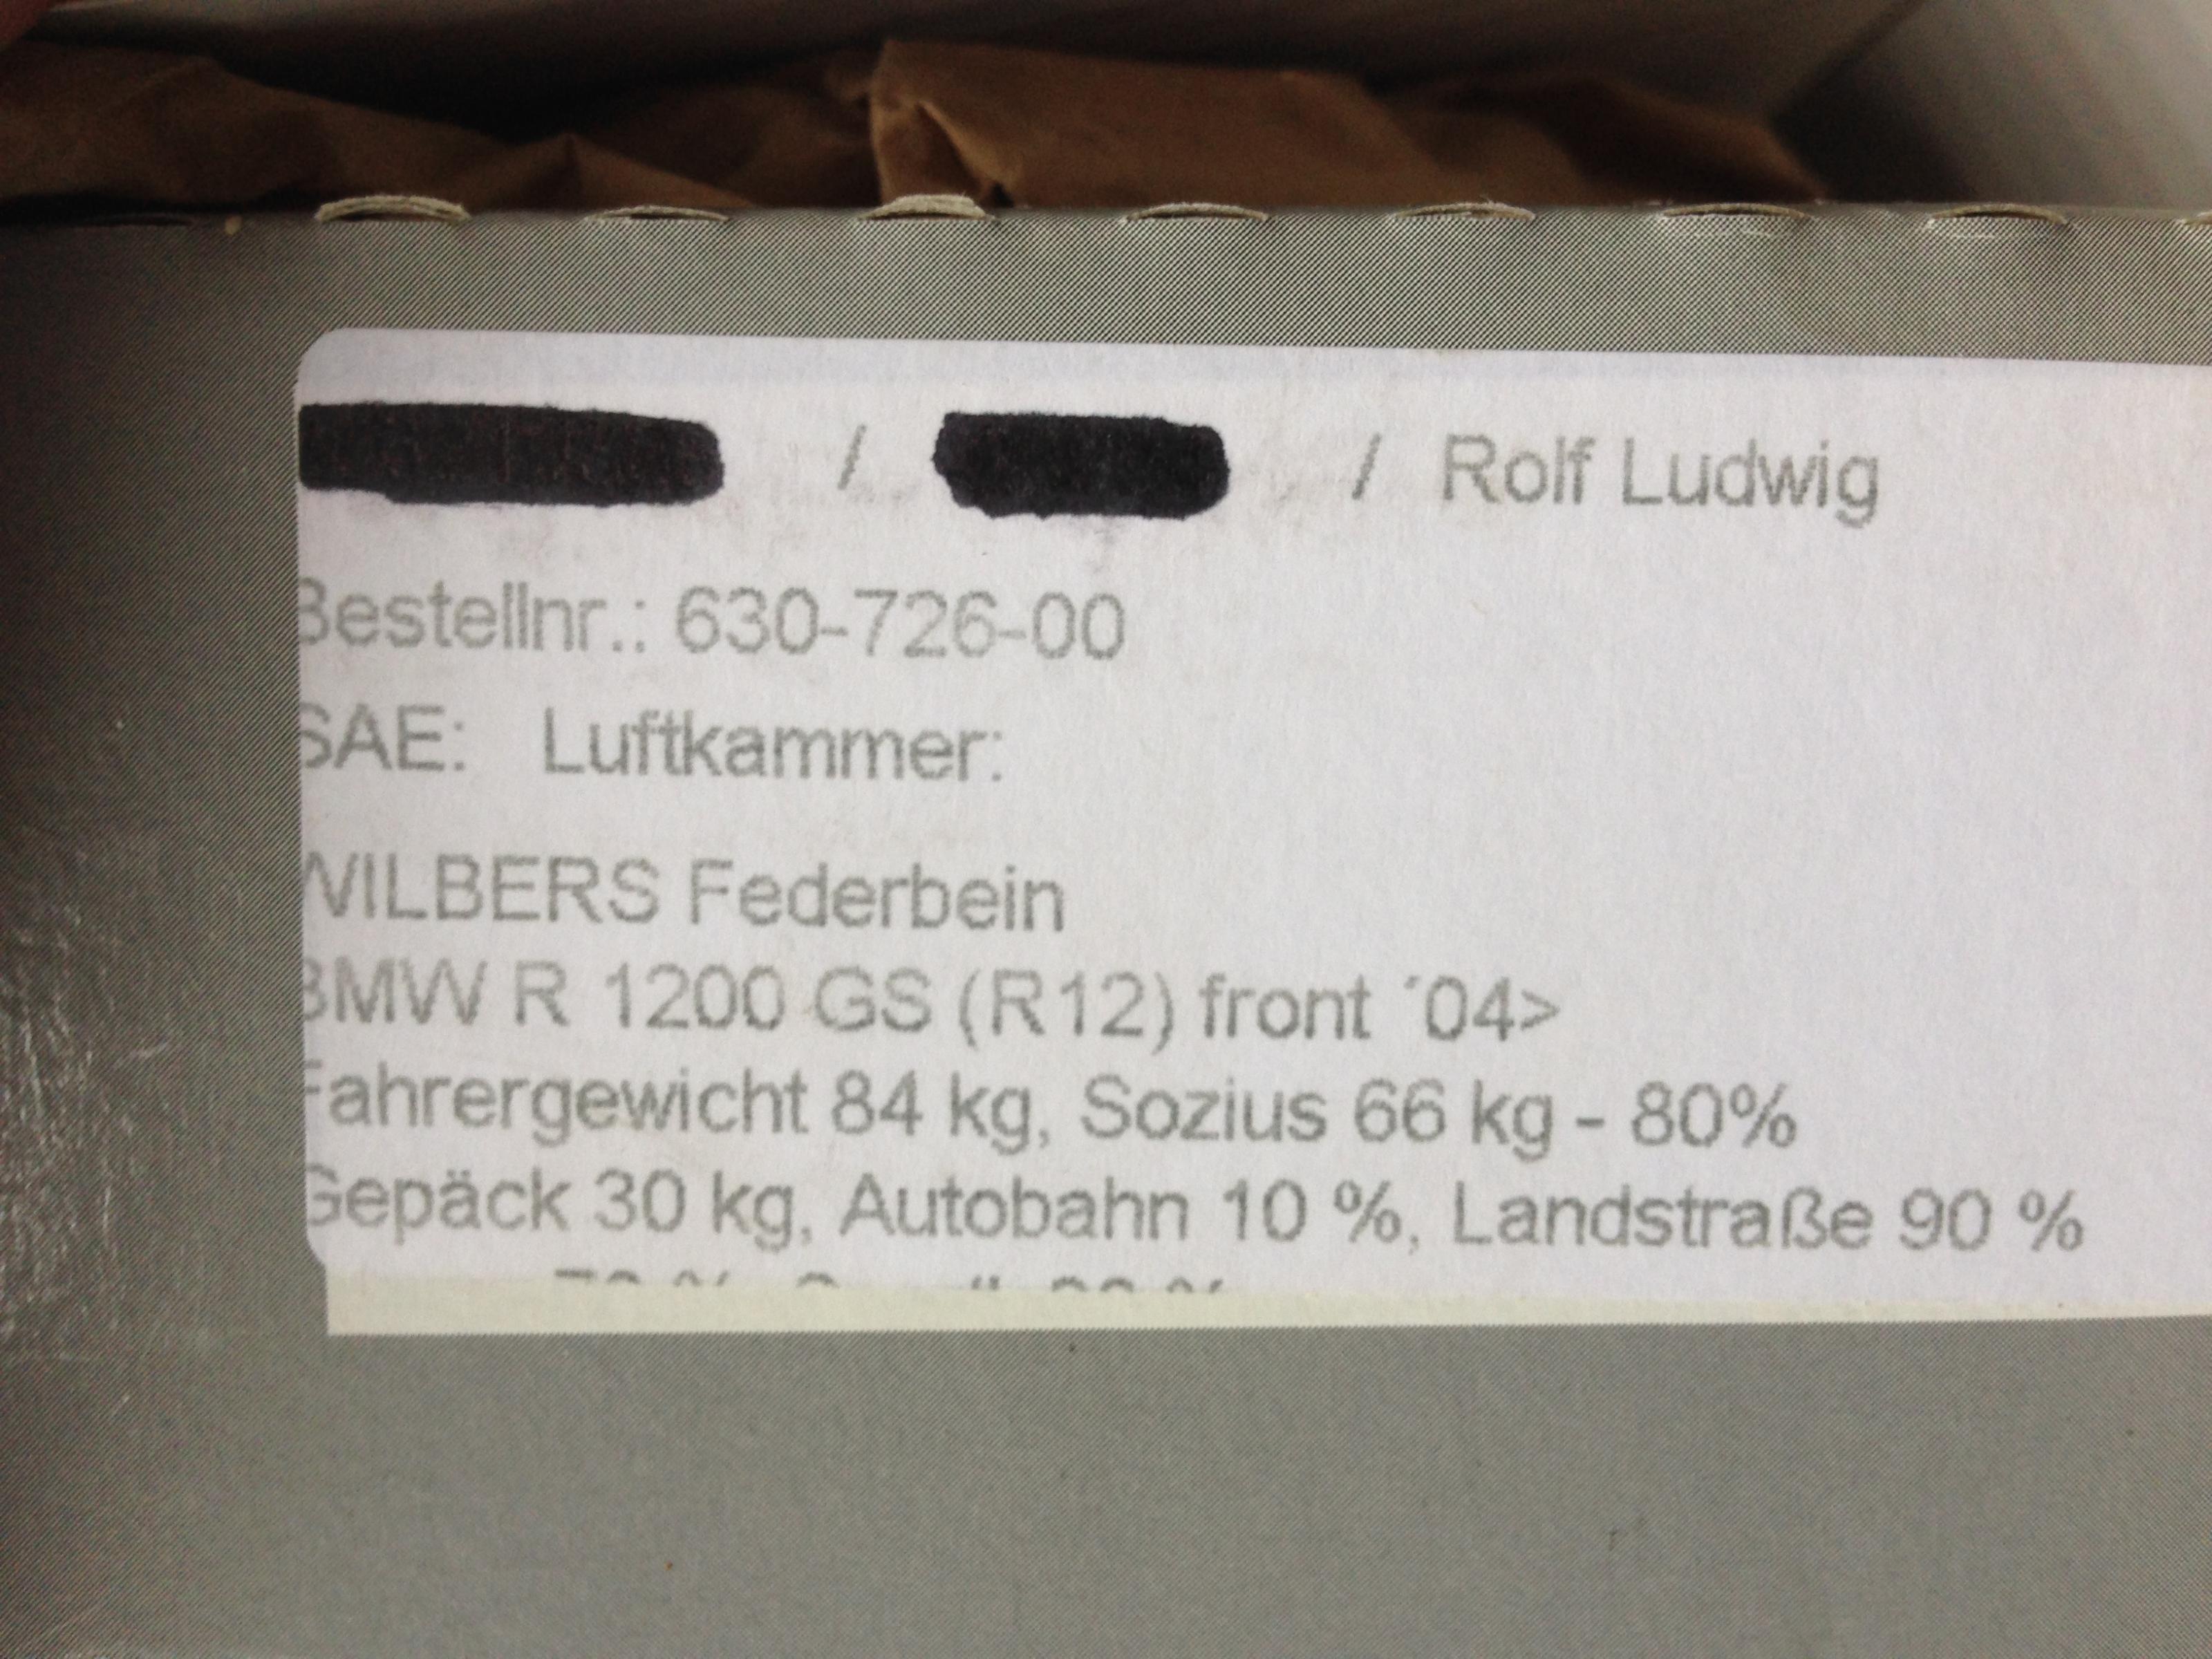 / / Rolf Ludwig
Bestellnr.: 630-726-00
SAE: Luftkammer:
WILBERS Federbein
BMW R 1200 GS (R12) front ´04>
Fahrergewicht 84 kg, Sozius 66 kg - 80%
Gepäck 30 kg, Autobahn 10 %, Landstraße 90 %